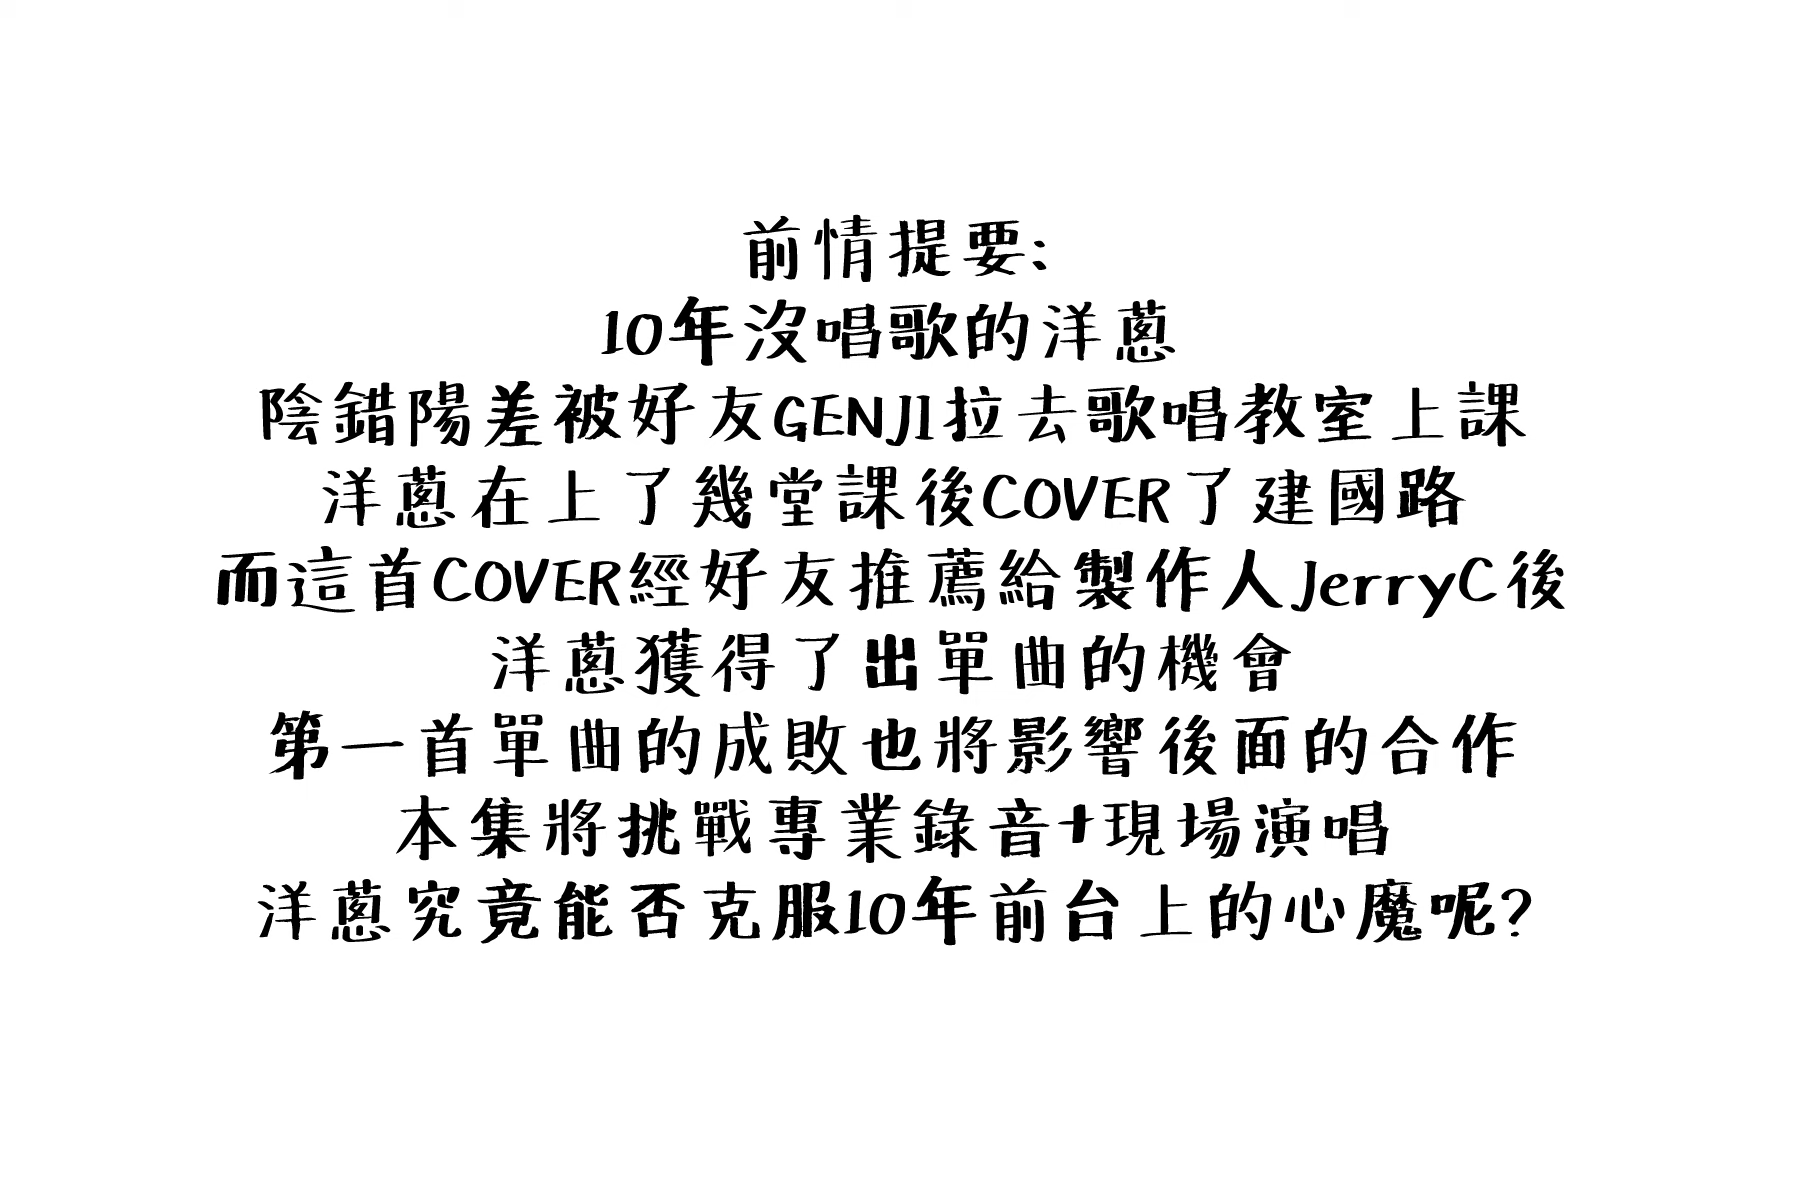 前情提要:
10年沒唱歌的洋蔥
陰錯陽差被好友GENJI拉去歌唱教室上課
洋蔥在上了幾堂課後COVER了建國路
而這首COVER經好友推薦給製作人JerryC後
洋蔥獲得了出單曲的機會
第一首單曲的成敗也將影響後面的合作
本集將挑戰專業錄音+現場演唱
洋蔥究竟能否克服10年前台上的心魔呢?